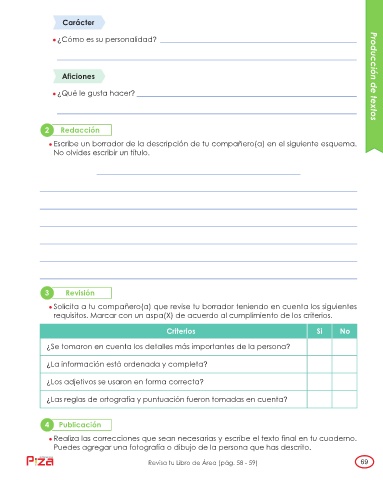 Carácter
¿Cómo es su personalidad?
Aficiones
¿Qué le gusta hacer?
2 Redacción
Escribe un borrador de la descripción de tu compañero(a) en el siguiente esquema.
No olvides escribir un título.
3 Revisión
Solicita a tu compañero(a) que revise tu borrador teniendo en cuenta los siguientes
requisitos. Marcar con un aspa(X) de acuerdo al cumplimiento de los criterios.
Criterios Sí No
¿Se tomaron en cuenta los detalles más importantes de la persona?
¿La información está ordenada y completa?
¿Los adjetivos se usaron en forma correcta?
¿Las reglas de ortografía y puntuación fueron tomadas en cuenta?
4 Publicación
Realiza las correcciones que sean necesarias y escribe el texto final en tu cuaderno.
Puedes agregar una fotografía o dibujo de la persona que has descrito.
Revisa tu Libro de Área (pág. 58 - 59)
69
Producción de textos